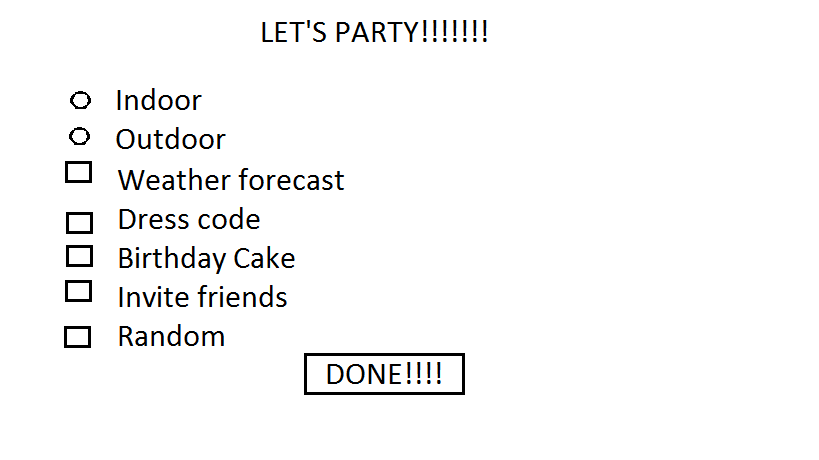 LET'S PARTY!!!!!!!
Indoor
Outdoor
Weather forecast
Dress code
Birthday Cake
Invite friends
Random
DONE!!!!